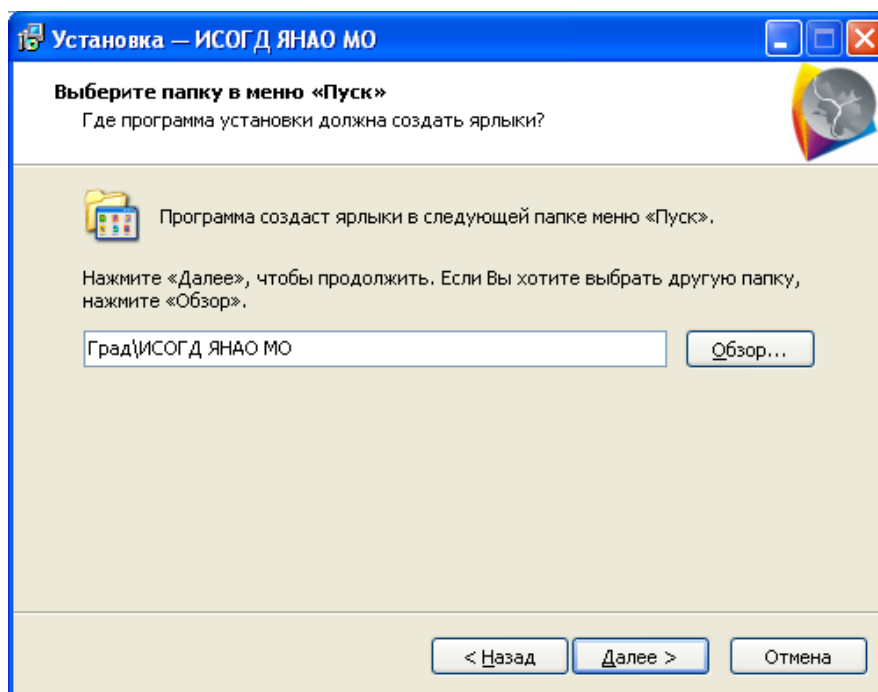 Установка — ИСОГД ЯНАО МО
Выберите папку в меню «Пуск»
Где программа установки должна создать ярлыки?
Программа создаст ярлыки в следующей папке меню «Пуск».
Нажмите «Далее», чтобы продолжить. Если Вы хотите выбрать другую папку,
нажмите «Обзор».
Град\ИСОГД ЯНАО МО
Обзор...
< Назад
Далее >
Отмена